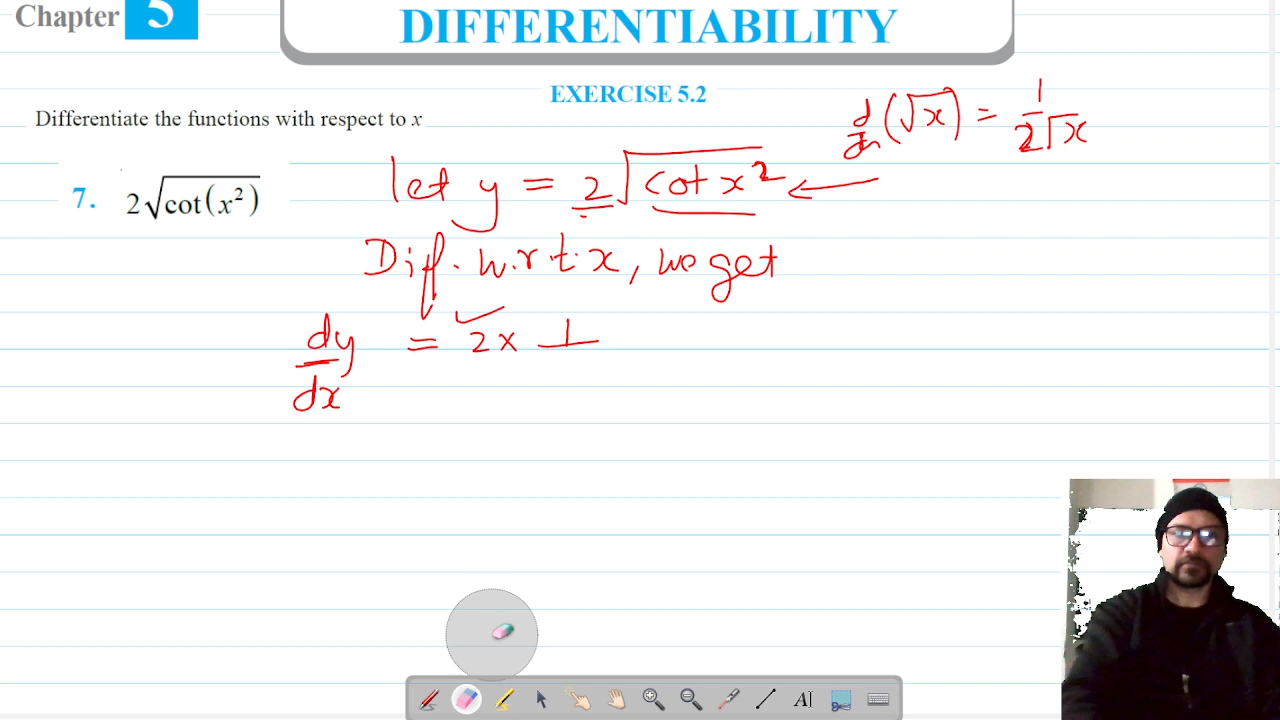 Chapter 5
DIFFERENTIABILITY
EXERCISE 5.2
Differentiate the functions with respect to x
d/dx (√x) = 1/2√x
7. 2√cot(x²)
let y = 2√cot x²
Diff. w.r.t. x, we get
dy/dx = 2x 1
A